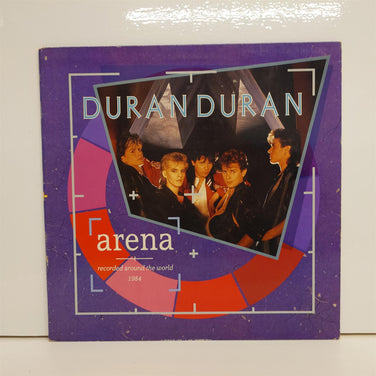 DURAN DURAN
arena
recorded around the world
1984